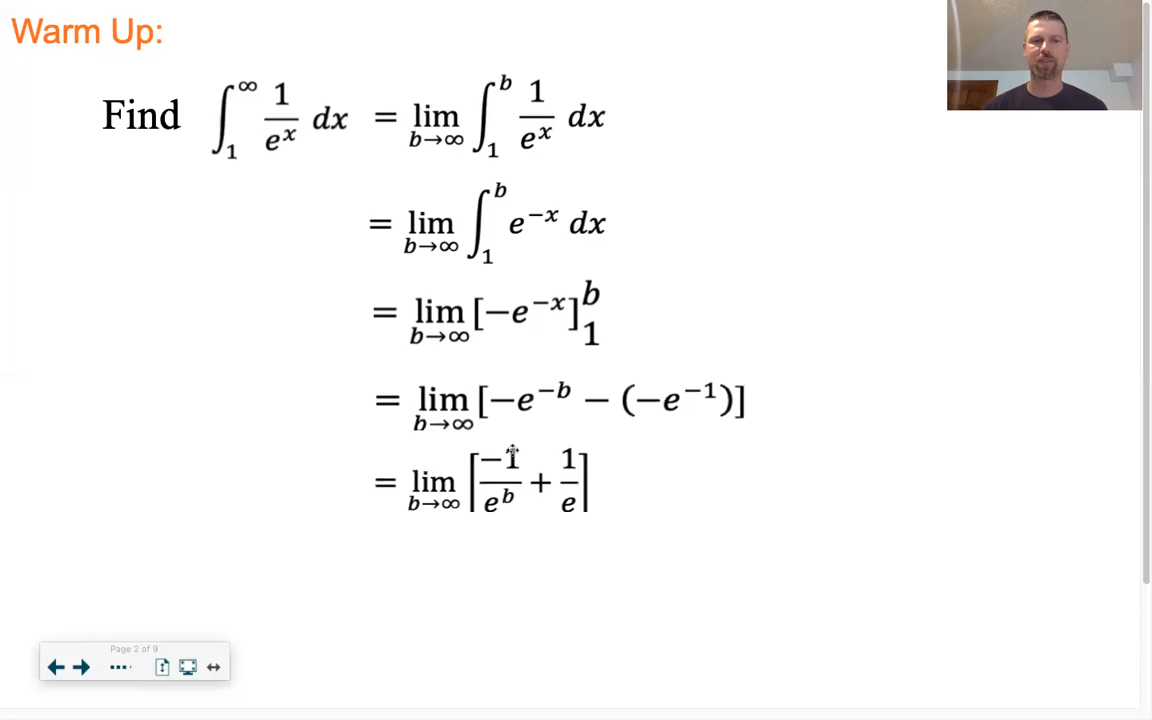 Warm Up:
Find ∫₁^∞ 1/eˣ dx = lim_{b→∞} ∫₁^b 1/eˣ dx
= lim_{b→∞} ∫₁^b e⁻ˣ dx
= lim_{b→∞} [−e⁻ˣ]₁^b
= lim_{b→∞} [−e^{−b} − (−e^{−1})]
= lim_{b→∞} [−1/e^b + 1/e]
Page 2 of 9